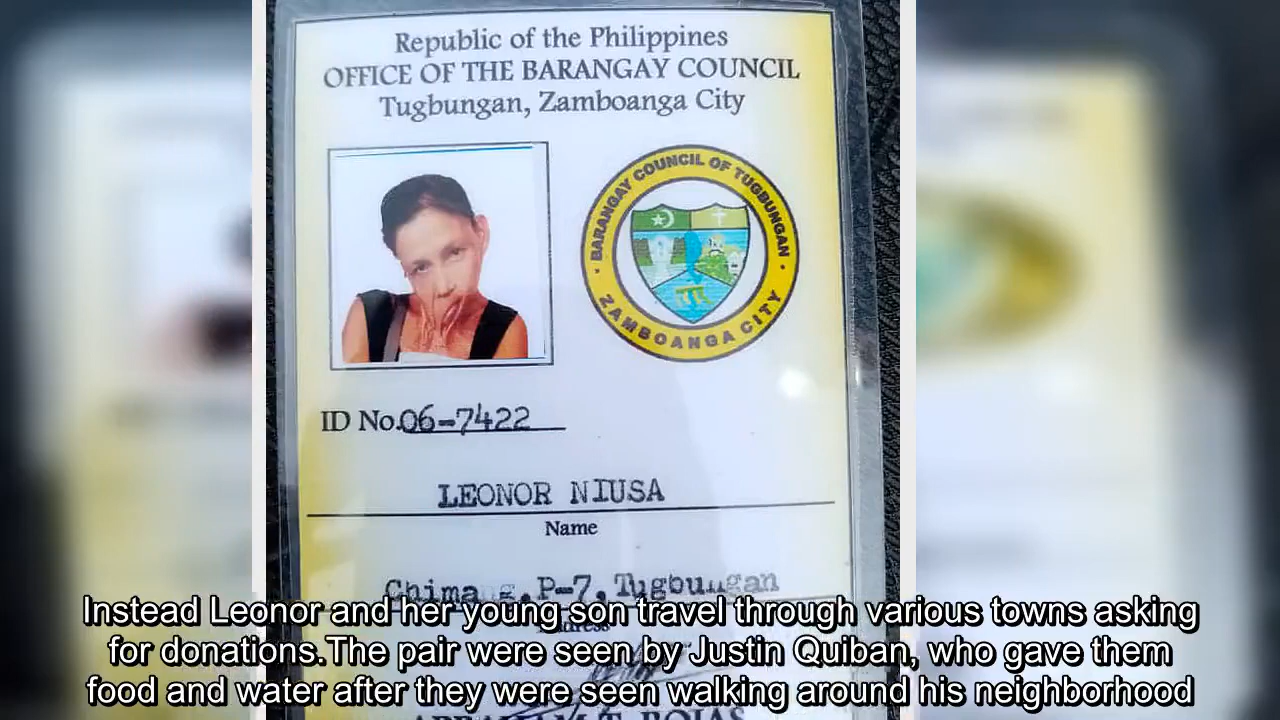 Republic of the Philippines
OFFICE OF THE BARANGAY COUNCIL
Tugbungan, Zamboanga City
BARANGAY COUNCIL OF TUGBUNGAN
ZAMBOANGA CITY
ID No. 06-7422
LEONOR NIUSA
Name
P-7, Tugbungan
Address
Instead Leonor and her young son travel through various towns asking
for donations.The pair were seen by Justin Quiban, who gave them
food and water after they were seen walking around his neighborhood